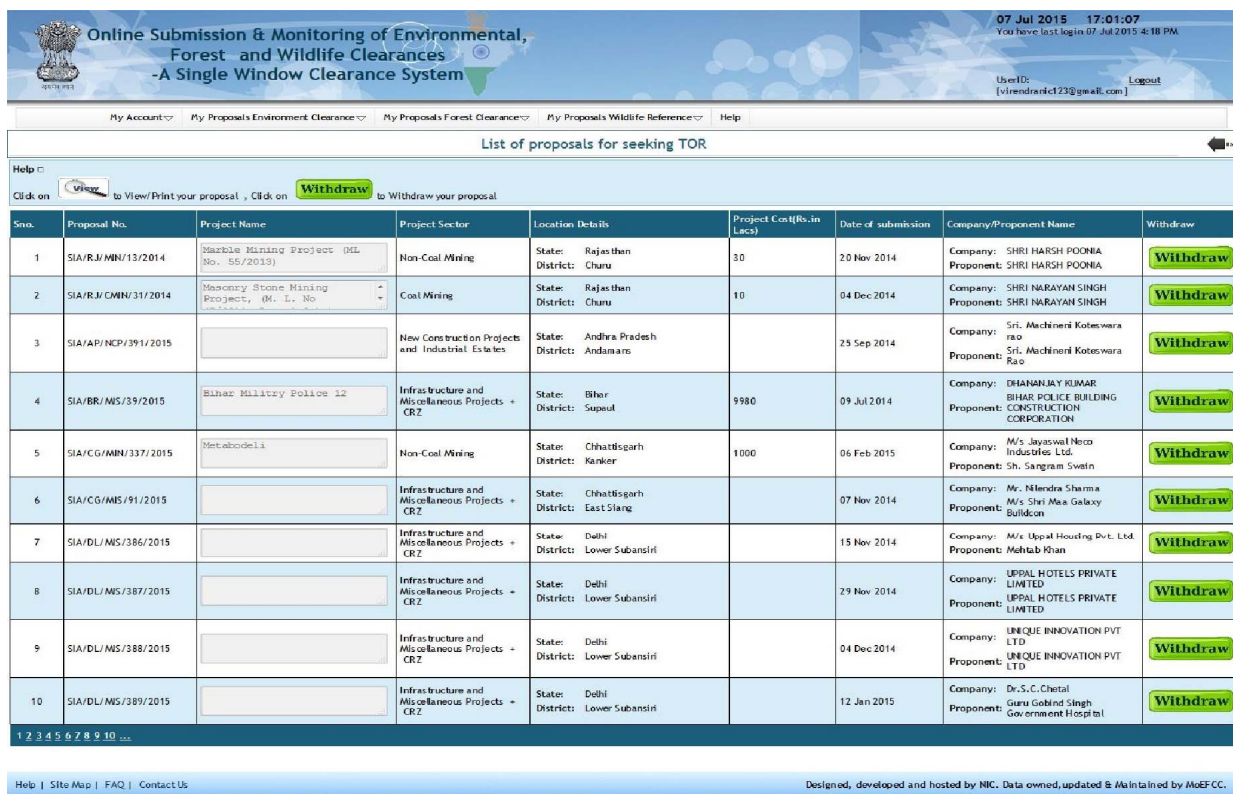 Online Submission & Monitoring of Environmental,
Forest and Wildlife Clearances
-A Single Window Clearance System
07 Jul 2015 17:01:07
You have last login 07 Jul 2015 4:18 PM
UserID: Logout
[virendranic123@gmail.com]
My Account My Proposals Environment Clearance My Proposals Forest Clearance My Proposals Wildlife Reference Help
List of proposals for seeking TOR
Help
Click on View to View/Print your proposal , Click on Withdraw to Withdraw your proposal
Sno. Proposal No. Project Name Project Sector Location Details Project Cost(Rs.in Lacs) Date of submission Company/Proponent Name Withdraw
1 SIA/RJ/MIN/13/2014 Marble Mining Project (ML No. 55/2013) Non-Coal Mining State: Rajasthan District: Churu 30 20 Nov 2014 Company: SHRI HARSH POONIA Proponent: SHRI HARSH POONIA Withdraw
2 SIA/RJ/CMIN/31/2014 Masonry Stone Mining Project, (M. L. No Coal Mining State: Rajasthan District: Churu 10 04 Dec 2014 Company: SHRI NARAYAN SINGH Proponent: SHRI NARAYAN SINGH Withdraw
3 SIA/AP/NCP/391/2015 New Construction Projects and Industrial Estates State: Andhra Pradesh District: Andamans 25 Sep 2014 Company: Sri. Machineni Koteswara rao Proponent: Sri. Machineni Koteswara Rao Withdraw
4 SIA/BR/MIS/39/2015 Bihar Militry Police 12 Infrastructure and Miscellaneous Projects + CRZ State: Bihar District: Supaul 9980 09 Jul 2014 Company: DHANANJAY KUMAR Proponent: BIHAR POLICE BUILDING CONSTRUCTION CORPORATION Withdraw
5 SIA/CG/MIN/337/2015 Metabodeli Non-Coal Mining State: Chhattisgarh District: Kanker 1000 06 Feb 2015 Company: M/s Jayaswal Neco Industries Ltd. Proponent: Sh. Sangram Swain Withdraw
6 SIA/CG/MIS/91/2015 Infrastructure and Miscellaneous Projects + CRZ State: Chhattisgarh District: East Siang 07 Nov 2014 Company: Mr. Nilendra Sharma Proponent: M/s Shri Maa Galaxy Buildcon Withdraw
7 SIA/DL/MIS/386/2015 Infrastructure and Miscellaneous Projects + CRZ State: Delhi District: Lower Subansiri 15 Nov 2014 Company: M/s Uppal Housing Pvt. Ltd. Proponent: Mehtab Khan Withdraw
8 SIA/DL/MIS/387/2015 Infrastructure and Miscellaneous Projects + CRZ State: Delhi District: Lower Subansiri 29 Nov 2014 Company: UPPAL HOTELS PRIVATE LIMITED Proponent: UPPAL HOTELS PRIVATE LIMITED Withdraw
9 SIA/DL/MIS/388/2015 Infrastructure and Miscellaneous Projects + CRZ State: Delhi District: Lower Subansiri 04 Dec 2014 Company: UNIQUE INNOVATION PVT LTD Proponent: UNIQUE INNOVATION PVT LTD Withdraw
10 SIA/DL/MIS/389/2015 Infrastructure and Miscellaneous Projects + CRZ State: Delhi District: Lower Subansiri 12 Jan 2015 Company: Dr.S.C.Chetal Proponent: Guru Gobind Singh Government Hospital Withdraw
1 2 3 4 5 6 7 8 9 10 ...
Help | Site Map | FAQ | Contact Us
Designed, developed and hosted by NIC. Data owned,updated & Maintained by MoEFCC.